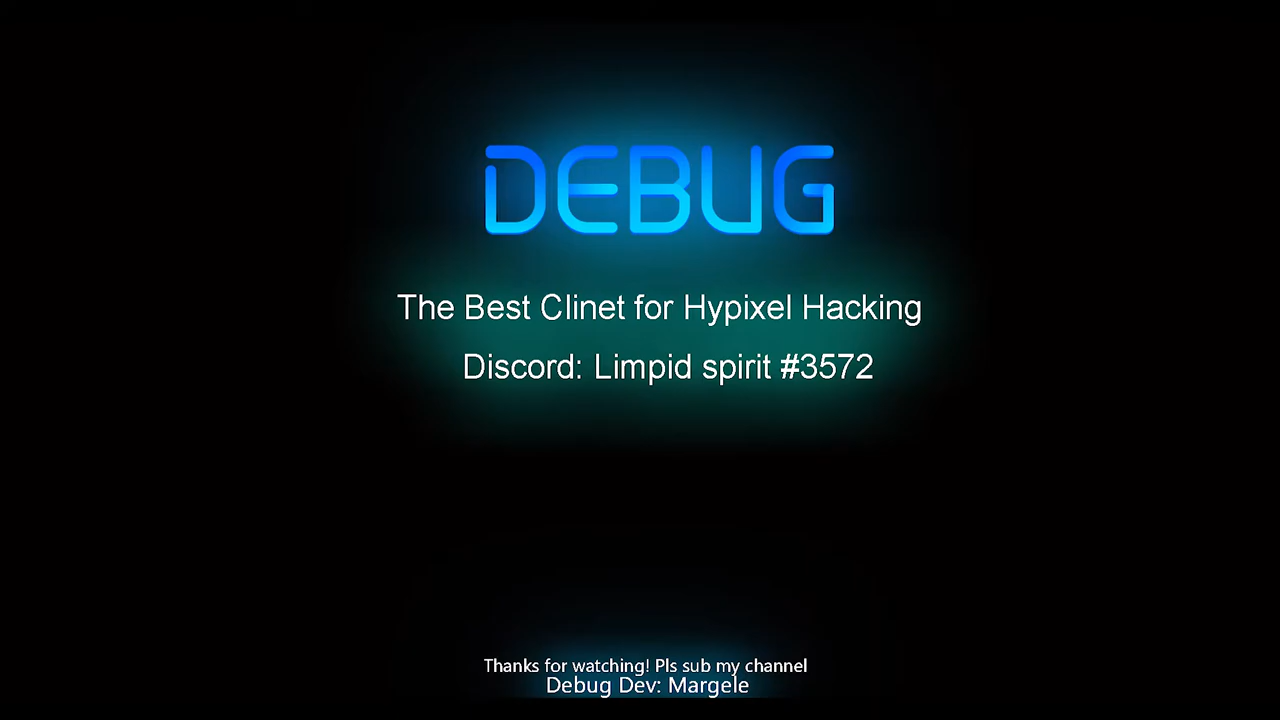 DEBUG
The Best Clinet for Hypixel Hacking
Discord: Limpid spirit #3572
Thanks for watching! Pls sub my channel
Debug Dev: Margele